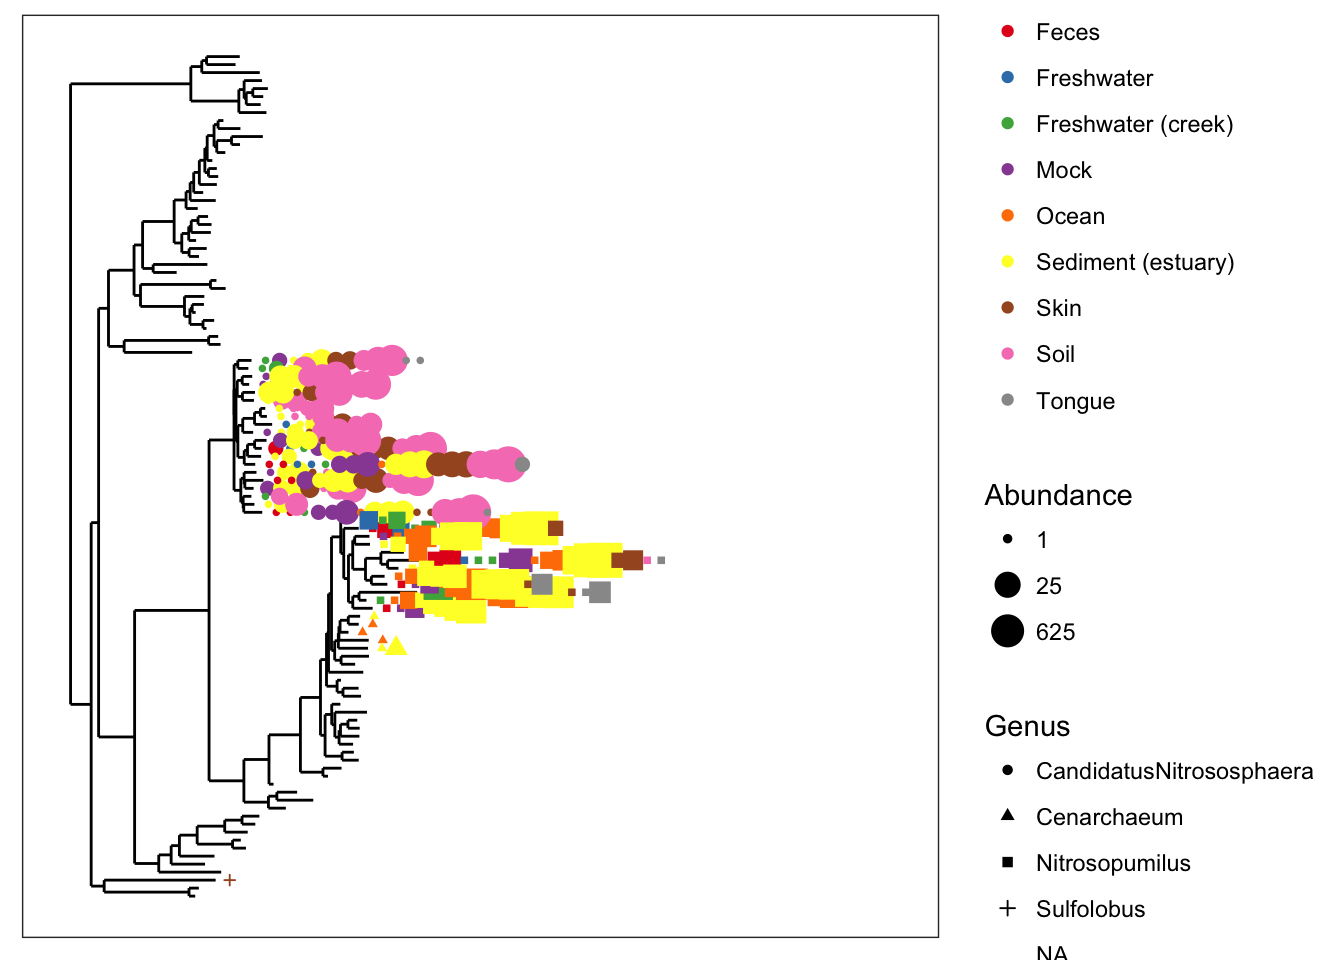 Feces
Freshwater
Freshwater (creek)
Mock
Ocean
Sediment (estuary)
Skin
Soil
Tongue
Abundance
1
25
625
Genus
CandidatusNitrososphaera
Cenarchaeum
Nitrosopumilus
Sulfolobus
NA